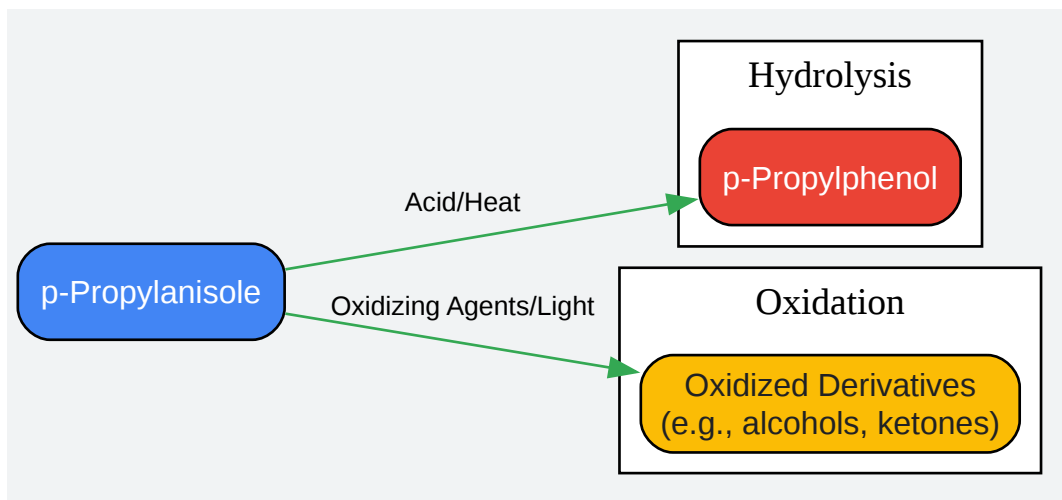 Hydrolysis
p-Propylphenol
Acid/Heat
p-Propylanisole
Oxidizing Agents/Light
Oxidation
Oxidized Derivatives
(e.g., alcohols, ketones)